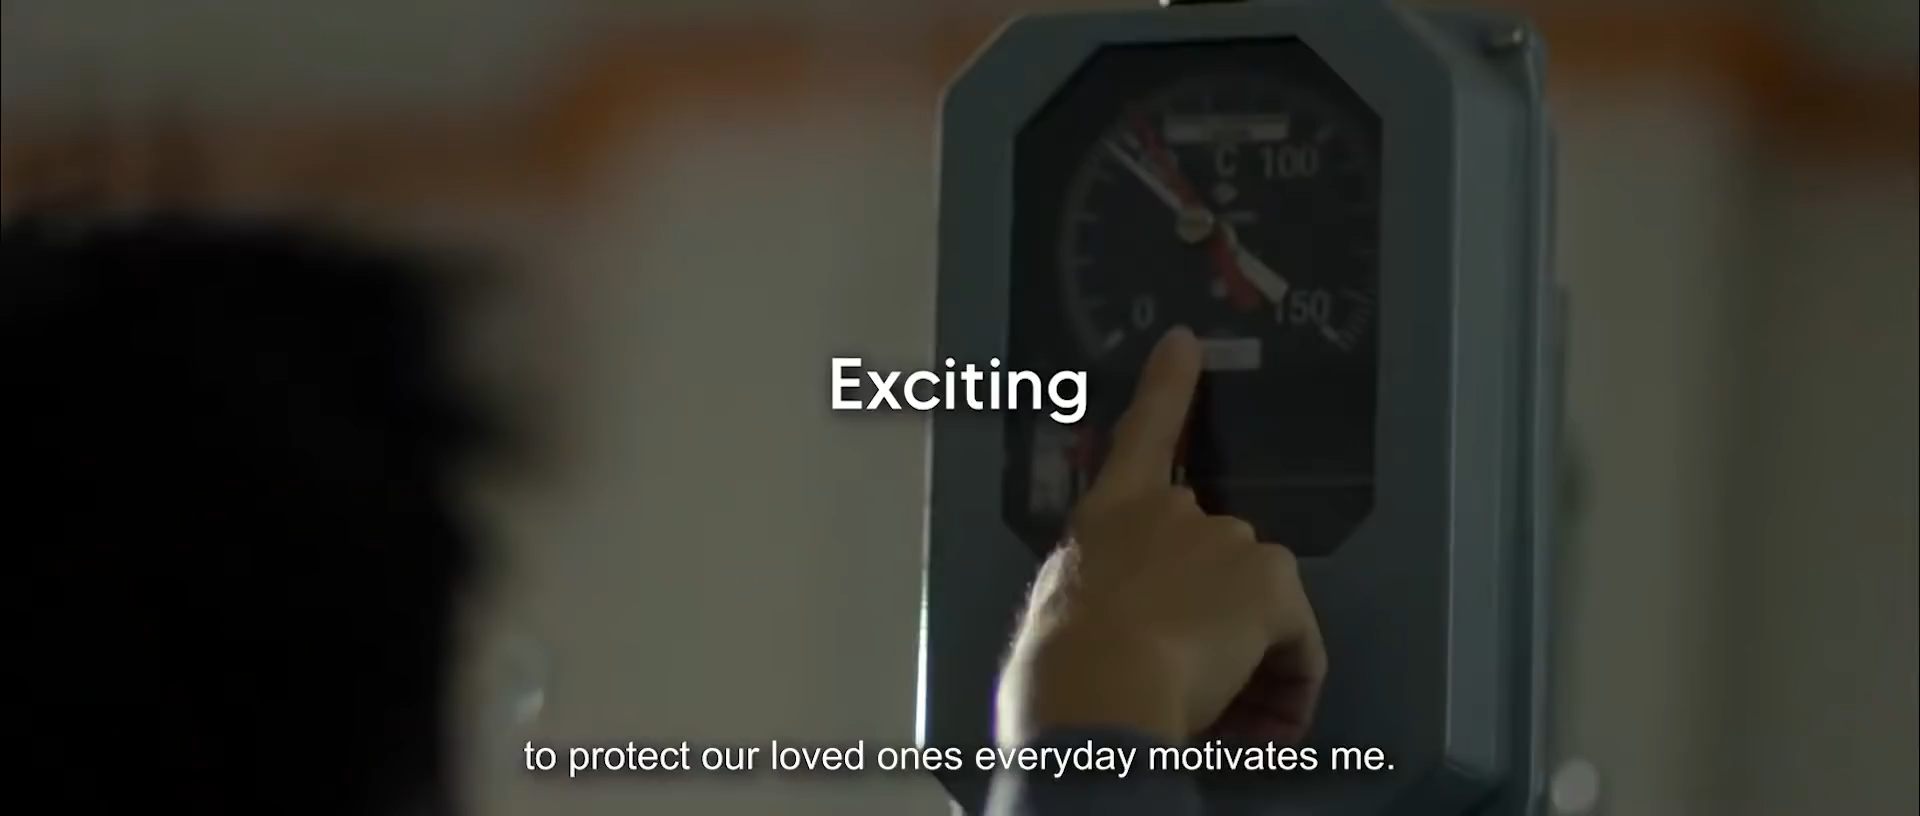 C 100
0
150
Exciting
to protect our loved ones everyday motivates me.